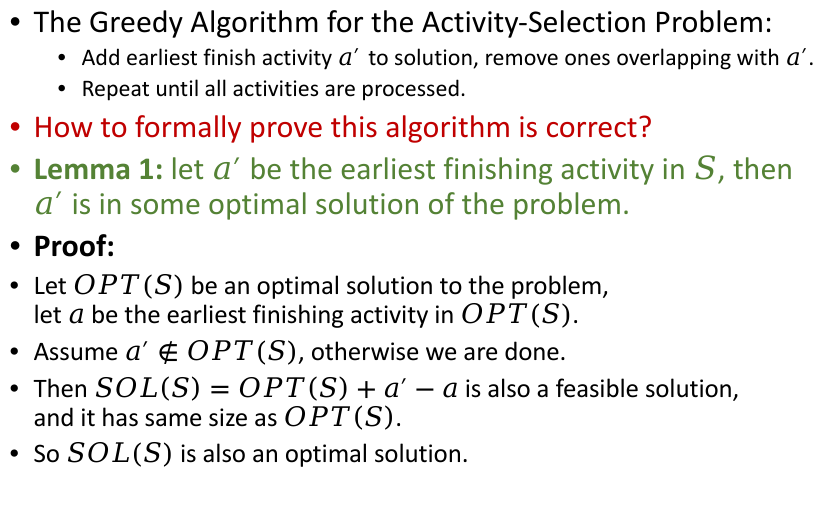 • The Greedy Algorithm for the Activity-Selection Problem:
• Add earliest finish activity a′ to solution, remove ones overlapping with a′.
• Repeat until all activities are processed.
• How to formally prove this algorithm is correct?
• Lemma 1: let a′ be the earliest finishing activity in S, then
a′ is in some optimal solution of the problem.
• Proof:
• Let OPT(S) be an optimal solution to the problem,
let a be the earliest finishing activity in OPT(S).
• Assume a′ ∉ OPT(S), otherwise we are done.
• Then SOL(S) = OPT(S) + a′ − a is also a feasible solution,
and it has same size as OPT(S).
• So SOL(S) is also an optimal solution.